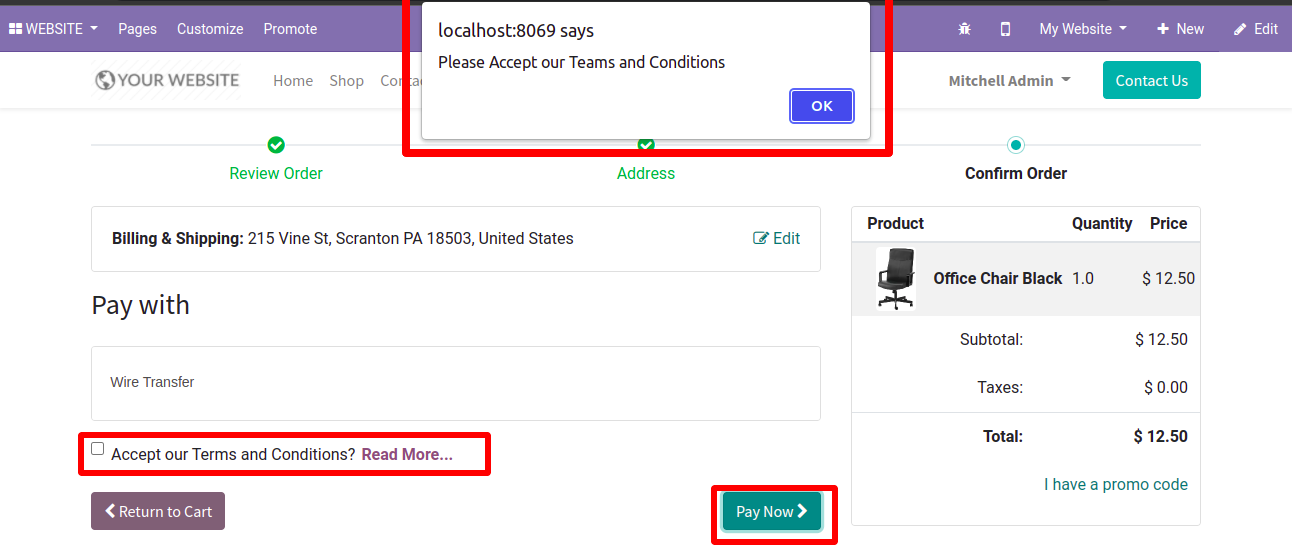 localhost:8069 says
Please Accept our Teams and Conditions
OK
WEBSITE Pages Customize Promote My Website New Edit
YOUR WEBSITE Home Shop Mitchell Admin Contact Us
Review Order Address Confirm Order
Billing & Shipping: 215 Vine St, Scranton PA 18503, United States Edit
Pay with
Wire Transfer
Accept our Terms and Conditions? Read More...
Return to Cart Pay Now
Product Quantity Price
Office Chair Black 1.0 $ 12.50
Subtotal: $ 12.50
Taxes: $ 0.00
Total: $ 12.50
I have a promo code